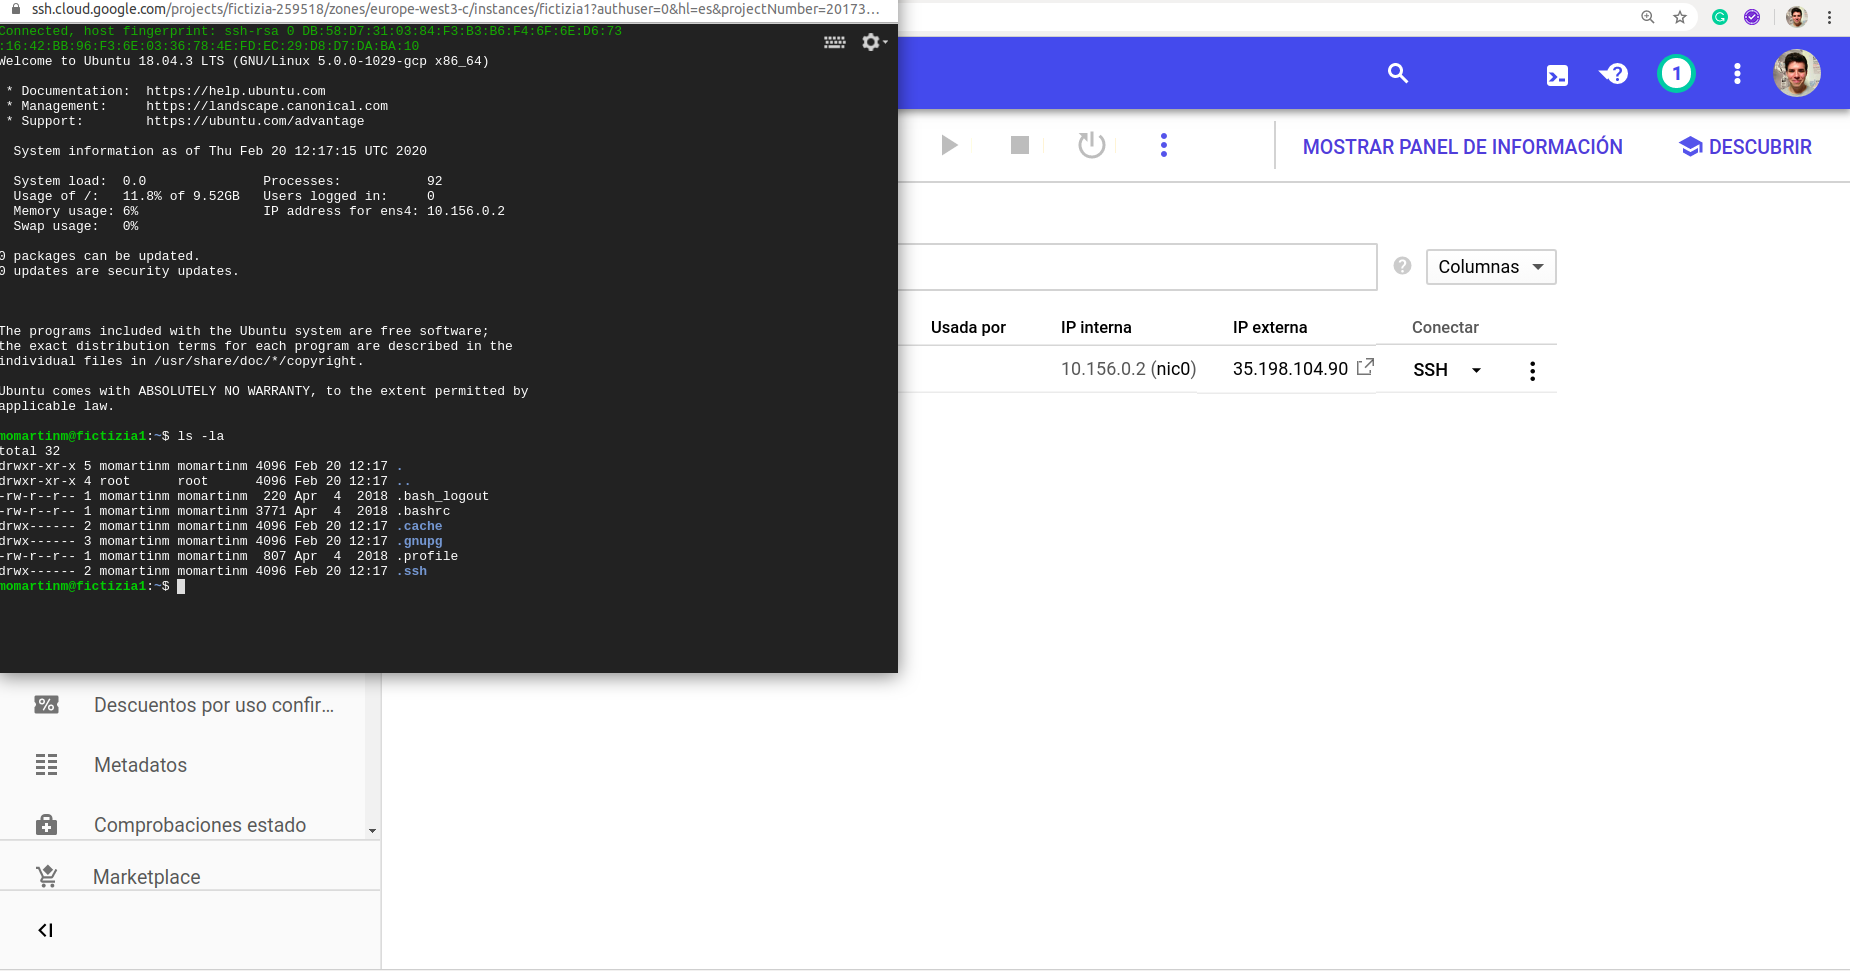 ssh.cloud.google.com/projects/fictizia-259518/zones/europe-west3-c/instances/fictizia1?authuser=0&hl=es&projectNumber=20173...
Connected, host fingerprint: ssh-rsa 0 DB:58:D7:31:03:84:F3:B3:B6:F4:6F:6E:D6:73
:16:42:BB:96:F3:6E:03:36:78:4E:FD:EC:29:D8:D7:DA:BA:10
Welcome to Ubuntu 18.04.3 LTS (GNU/Linux 5.0.0-1029-gcp x86_64)
* Documentation:  https://help.ubuntu.com
* Management:     https://landscape.canonical.com
* Support:        https://ubuntu.com/advantage
System information as of Thu Feb 20 12:17:15 UTC 2020
System load:  0.0                Processes:           92
Usage of /:   11.8% of 9.52GB   Users logged in:     0
Memory usage: 6%                IP address for ens4: 10.156.0.2
Swap usage:   0%
0 packages can be updated.
0 updates are security updates.
The programs included with the Ubuntu system are free software;
the exact distribution terms for each program are described in the
individual files in /usr/share/doc/*/copyright.
Ubuntu comes with ABSOLUTELY NO WARRANTY, to the extent permitted by
applicable law.
momartinm@fictizia1:~$ ls -la
total 32
drwxr-xr-x 5 momartinm momartinm 4096 Feb 20 12:17 .
drwxr-xr-x 4 root      root      4096 Feb 20 12:17 ..
-rw-r--r-- 1 momartinm momartinm  220 Apr  4  2018 .bash_logout
-rw-r--r-- 1 momartinm momartinm 3771 Apr  4  2018 .bashrc
drwx------ 2 momartinm momartinm 4096 Feb 20 12:17 .cache
drwx------ 3 momartinm momartinm 4096 Feb 20 12:17 .gnupg
-rw-r--r-- 1 momartinm momartinm  807 Apr  4  2018 .profile
drwx------ 2 momartinm momartinm 4096 Feb 20 12:17 .ssh
momartinm@fictizia1:~$
1
MOSTRAR PANEL DE INFORMACIÓN
DESCUBRIR
Columnas
Usada por IP interna IP externa Conectar
10.156.0.2 (nic0) 35.198.104.90 SSH
Descuentos por uso confir...
Metadatos
Comprobaciones estado
Marketplace